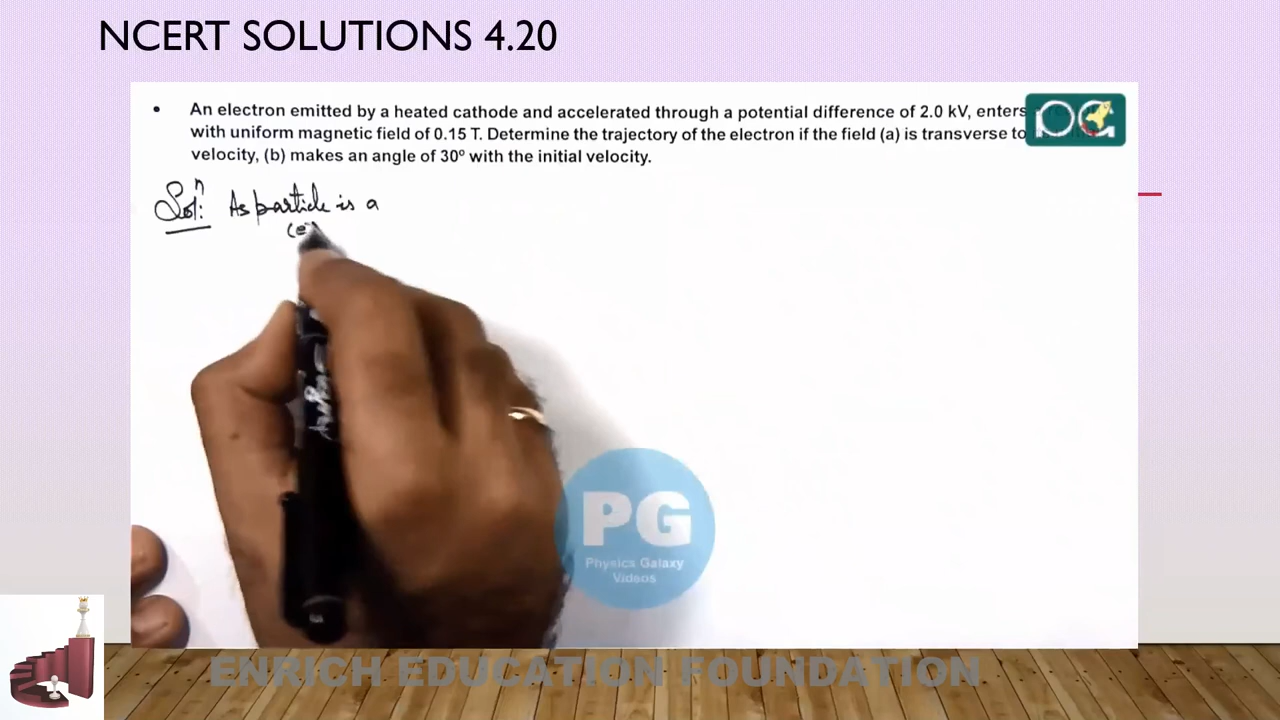 NCERT SOLUTIONS 4.20
• An electron emitted by a heated cathode and accelerated through a potential difference of 2.0 kV, enters
with uniform magnetic field of 0.15 T. Determine the trajectory of the electron if the field (a) is transverse to
velocity, (b) makes an angle of 30º with the initial velocity.
Solⁿ: As particle is a
(e
PG
Physics Galaxy
Videos
ENRICH EDUCATION FOUNDATION